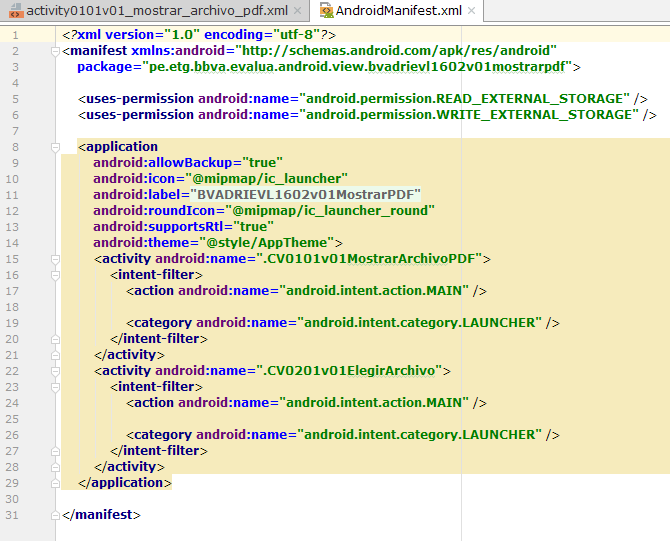 activity0101v01_mostrar_archivo_pdf.xml × AndroidManifest.xml ×
1 <?xml version="1.0" encoding="utf-8"?>
2 <manifest xmlns:android="http://schemas.android.com/apk/res/android"
3 package="pe.etg.bbva.evalua.android.view.bvadrievl1602v01mostrarpdf">
4
5 <uses-permission android:name="android.permission.READ_EXTERNAL_STORAGE" />
6 <uses-permission android:name="android.permission.WRITE_EXTERNAL_STORAGE" />
7
8 <application
9 android:allowBackup="true"
10 android:icon="@mipmap/ic_launcher"
11 android:label="BVADRIEVL1602v01MostrarPDF"
12 android:roundIcon="@mipmap/ic_launcher_round"
13 android:supportsRtl="true"
14 android:theme="@style/AppTheme">
15 <activity android:name=".CV0101v01MostrarArchivoPDF">
16 <intent-filter>
17 <action android:name="android.intent.action.MAIN" />
18
19 <category android:name="android.intent.category.LAUNCHER" />
20 </intent-filter>
21 </activity>
22 <activity android:name=".CV0201v01ElegirArchivo">
23 <intent-filter>
24 <action android:name="android.intent.action.MAIN" />
25
26 <category android:name="android.intent.category.LAUNCHER" />
27 </intent-filter>
28 </activity>
29 </application>
30
31 </manifest>